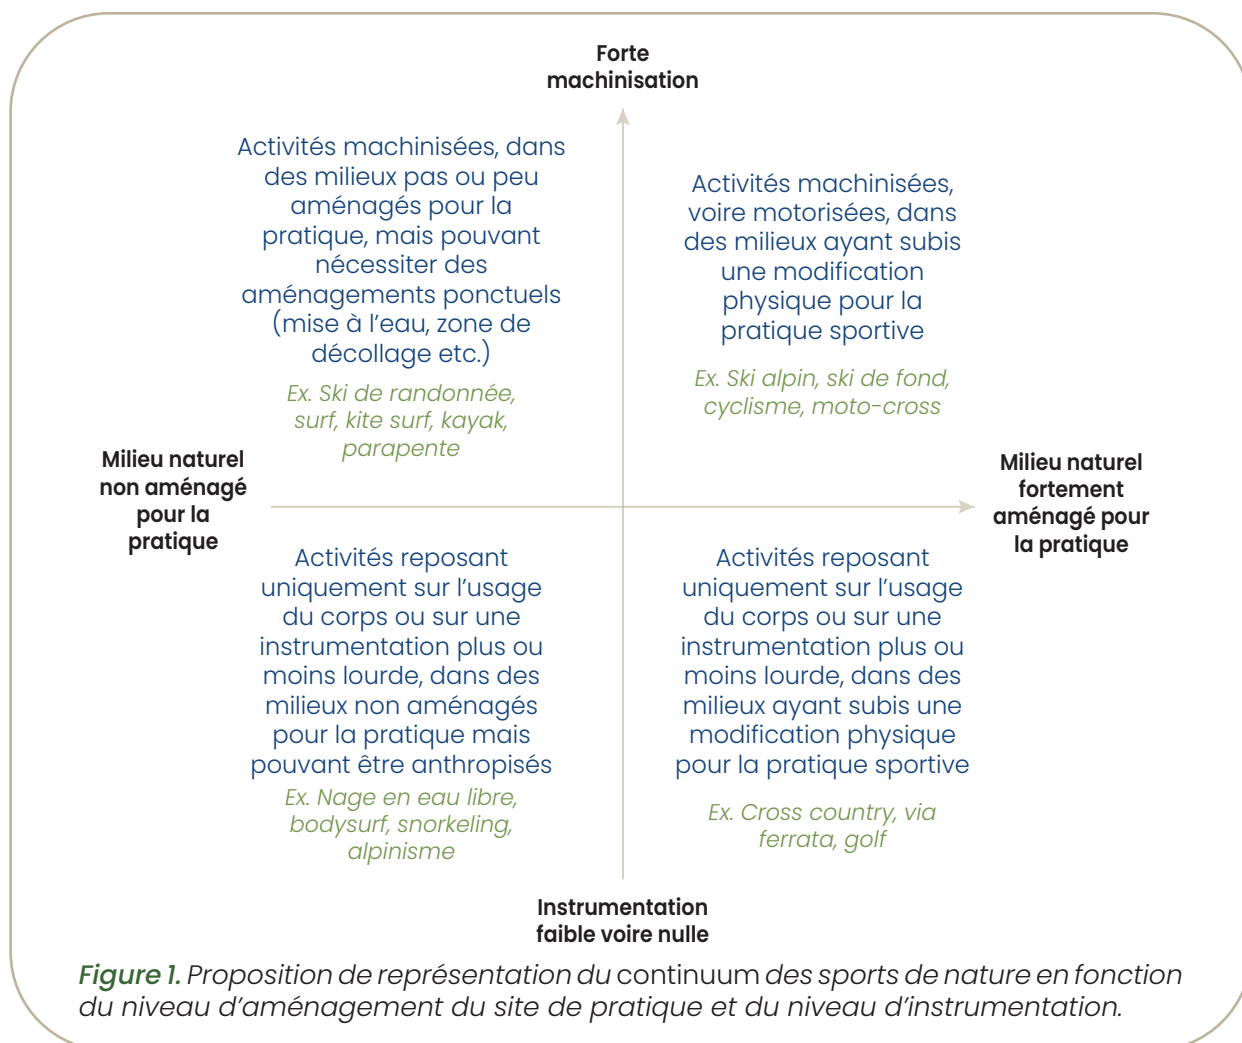 Forte
machinisation
Activités machinisées, dans
des milieux pas ou peu
aménagés pour la
pratique, mais pouvant
nécessiter des
aménagements ponctuels
(mise à l’eau, zone de
décollage etc.)
Ex. Ski de randonnée,
surf, kite surf, kayak,
parapente
Activités machinisées,
voire motorisées, dans
des milieux ayant subis
une modification
physique pour la
pratique sportive
Ex. Ski alpin, ski de fond,
cyclisme, moto-cross
Milieu naturel
non aménagé
pour la
pratique
Milieu naturel
fortement
aménagé pour
la pratique
Activités reposant
uniquement sur l’usage
du corps ou sur une
instrumentation plus ou
moins lourde, dans des
milieux non aménagés
pour la pratique mais
pouvant être anthropisés
Ex. Nage en eau libre,
bodysurf, snorkeling,
alpinisme
Activités reposant
uniquement sur l’usage
du corps ou sur une
instrumentation plus ou
moins lourde, dans des
milieux ayant subis une
modification physique
pour la pratique sportive
Ex. Cross country, via
ferrata, golf
Instrumentation
faible voire nulle
Figure 1. Proposition de représentation du continuum des sports de nature en fonction
du niveau d’aménagement du site de pratique et du niveau d’instrumentation.